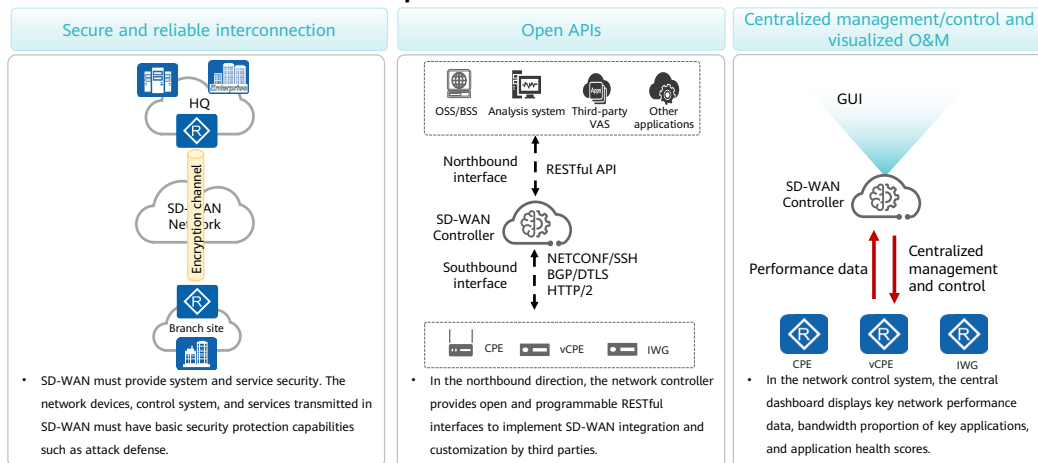 Secure and reliable interconnection
Enterprise
HQ
Encryption channel
SD-WAN
Network
Branch site
• SD-WAN must provide system and service security. The
network devices, control system, and services transmitted in
SD-WAN must have basic security protection capabilities
such as attack defense.
Open APIs
Apps
OSS/BSS Analysis system Third-party Other
VAS applications
Northbound
interface
RESTful API
SD-WAN
Controller
Southbound
interface
NETCONF/SSH
BGP/DTLS
HTTP/2
CPE vCPE IWG
• In the northbound direction, the network controller
provides open and programmable RESTful
interfaces to implement SD-WAN integration and
customization by third parties.
Centralized management/control and
visualized O&M
GUI
SD-WAN
Controller
Performance data
Centralized
management
and control
R R R
CPE vCPE IWG
• In the network control system, the central
dashboard displays key network performance
data, bandwidth proportion of key applications,
and application health scores.